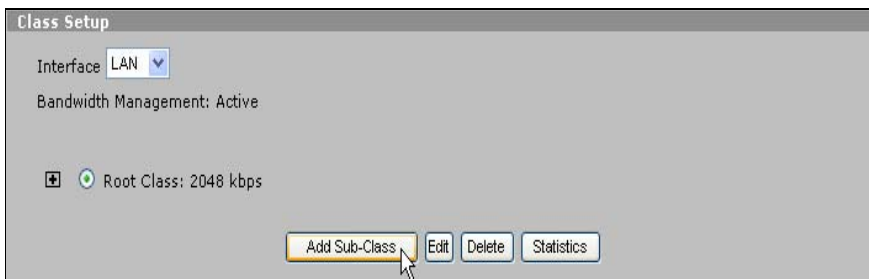 Class Setup
Interface LAN
Bandwidth Management: Active
Root Class: 2048 kbps
Add Sub-Class Edit Delete Statistics